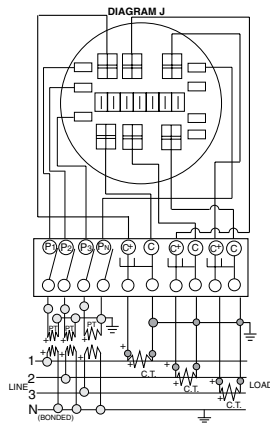 DIAGRAM J
P1 P2 P3 PN C+ C C+ C C+ C
+ PT + PT + PT
+ + +
1 + C.T.
2 + C.T.
LINE LOAD
3 + C.T.
N
(BONDED)